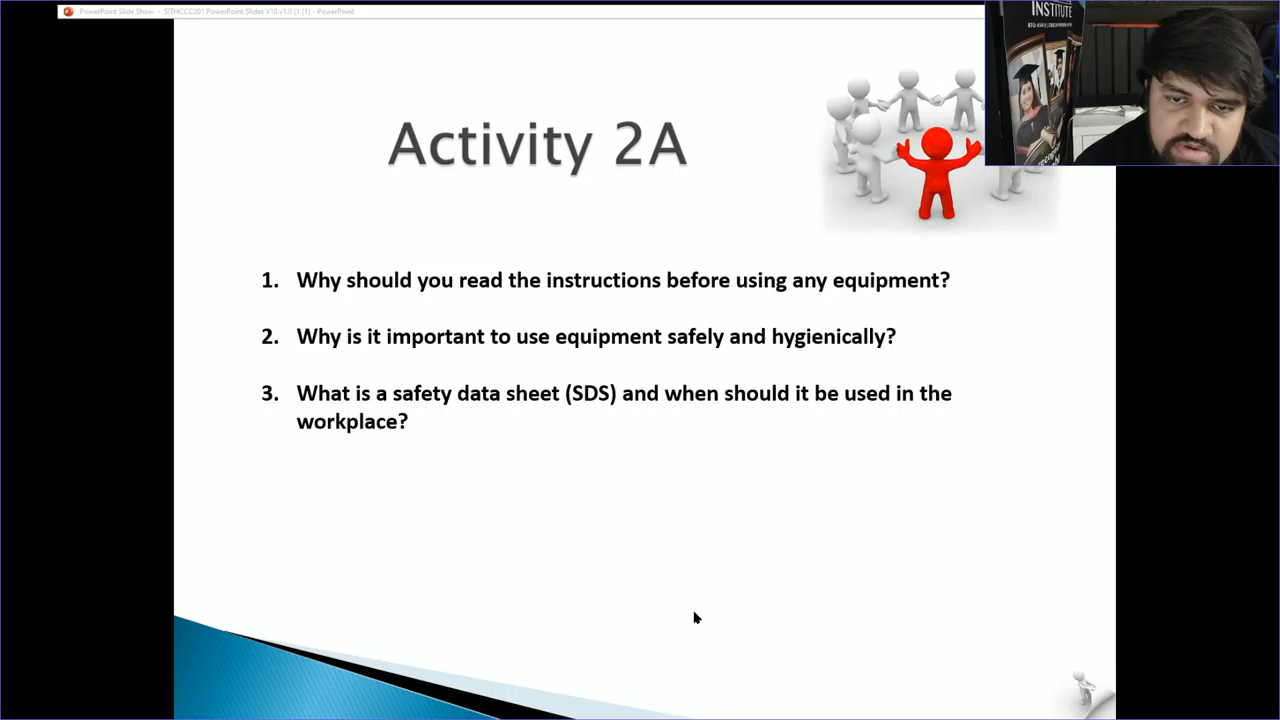 PowerPoint Slide Show - SITHCCC001 PowerPoint Slides V10.v1.0 (1 (1) - PowerPoint
INSTITUTE
Activity 2A
1. Why should you read the instructions before using any equipment?
2. Why is it important to use equipment safely and hygienically?
3. What is a safety data sheet (SDS) and when should it be used in the
workplace?